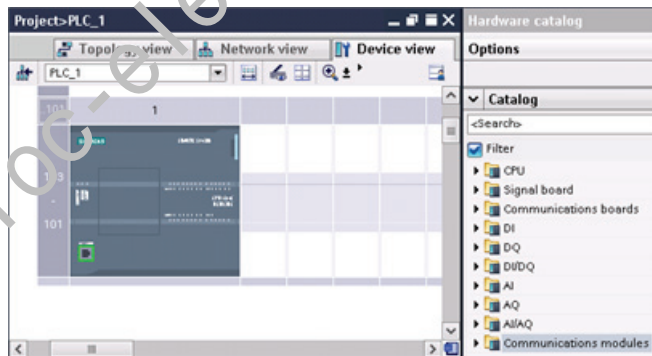 Project>PLC_1
Hardware catalog
Topology view
Network view
Device view
Options
PLC_1
Catalog
<Search>
Filter
CPU
Signal board
Communications boards
DI
DQ
DI/DQ
AI
AQ
AI/AQ
Communications modules
101
1
103
-
101
SIEMENS